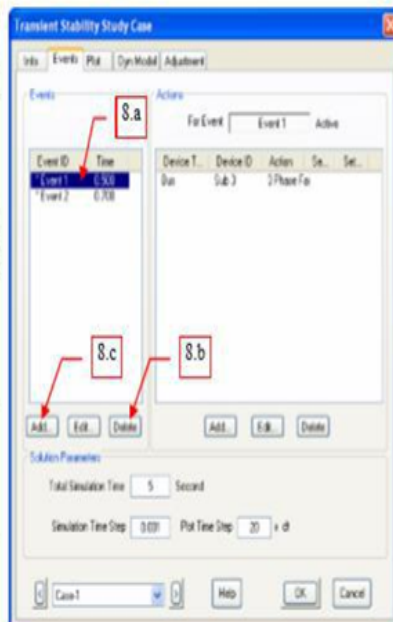 Transient Stability Study Case
Info Events Plot Dyn Model Adjustment
Events
Actions
8.a
For Event Event 1 Active
Event ID Time
Device T... Device ID Action Se... Set...
* Event 1 0.500
Bus Sub 3 3 Phase Fau
* Event 2 0.700
8.c
8.b
Add... Edit... Delete
Add... Edit... Delete
Solution Parameters
Total Simulation Time 5 Second
Simulation Time Step 0.001 Plot Time Step 20 x dt
< Case-1 > Help OK Cancel